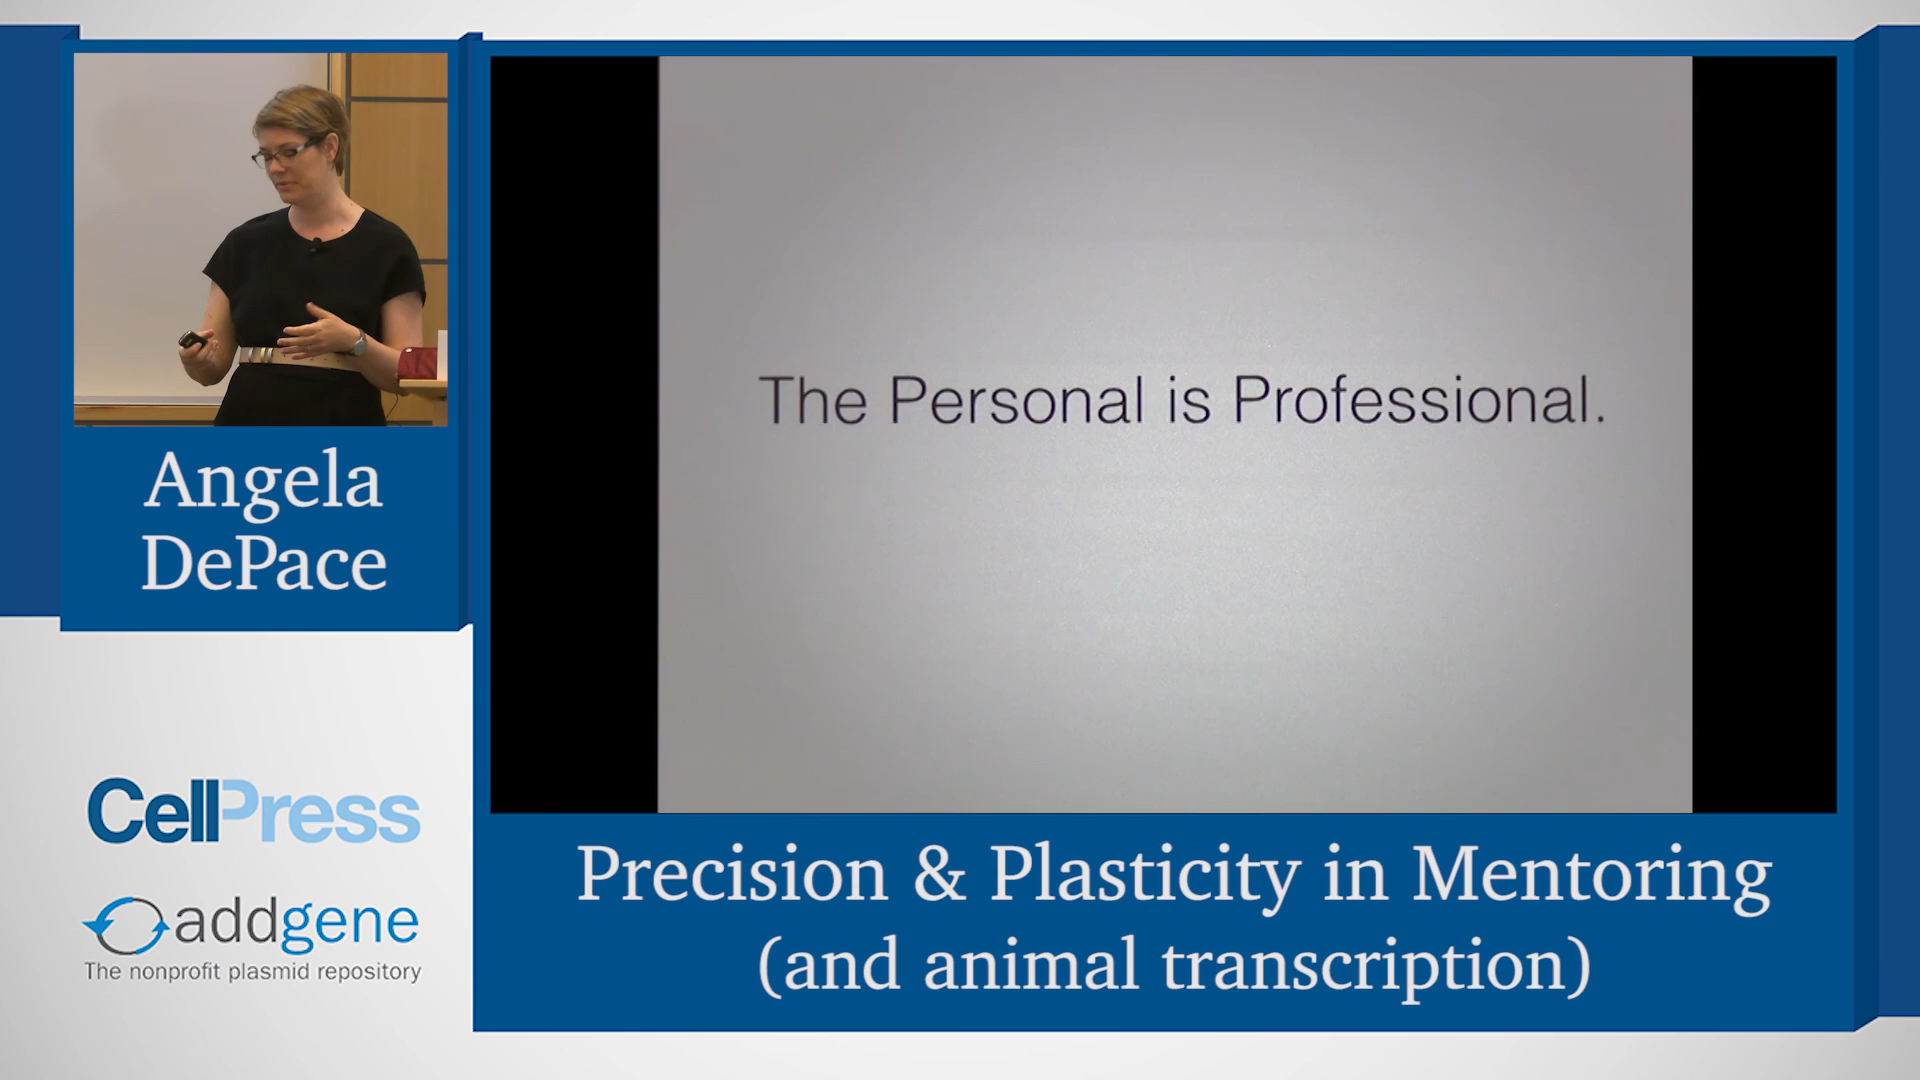 The Personal is Professional.
Angela
DePace
CellPress
addgene
The nonprofit plasmid repository
Precision & Plasticity in Mentoring
(and animal transcription)